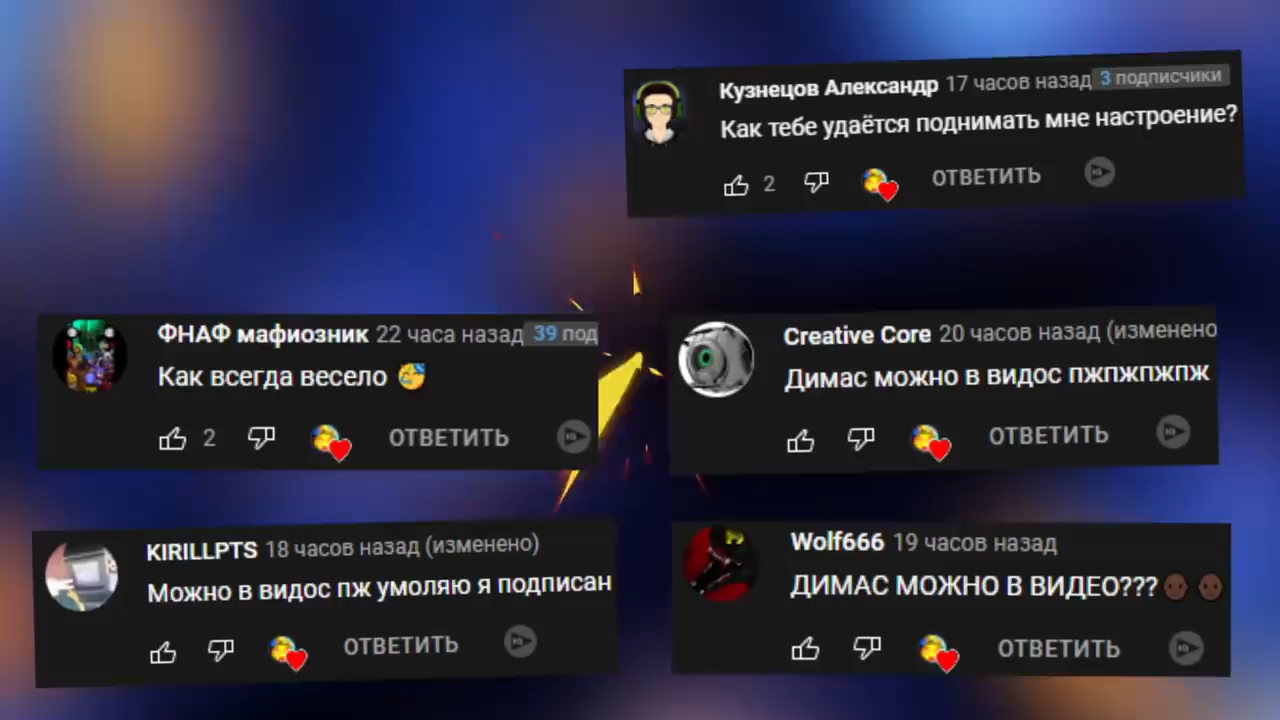 Кузнецов Александр 17 часов назад 3 подписчики
Как тебе удаётся поднимать мне настроение?
2 ОТВЕТИТЬ
ФНАФ мафиозник 22 часа назад 39 под
Как всегда весело
2 ОТВЕТИТЬ
Creative Core 20 часов назад (изменено
Димас можно в видос пжпжпжпж
ОТВЕТИТЬ
KIRILLPTS 18 часов назад (изменено)
Можно в видос пж умоляю я подписан
ОТВЕТИТЬ
Wolf666 19 часов назад
ДИМАС МОЖНО В ВИДЕО???
ОТВЕТИТЬ